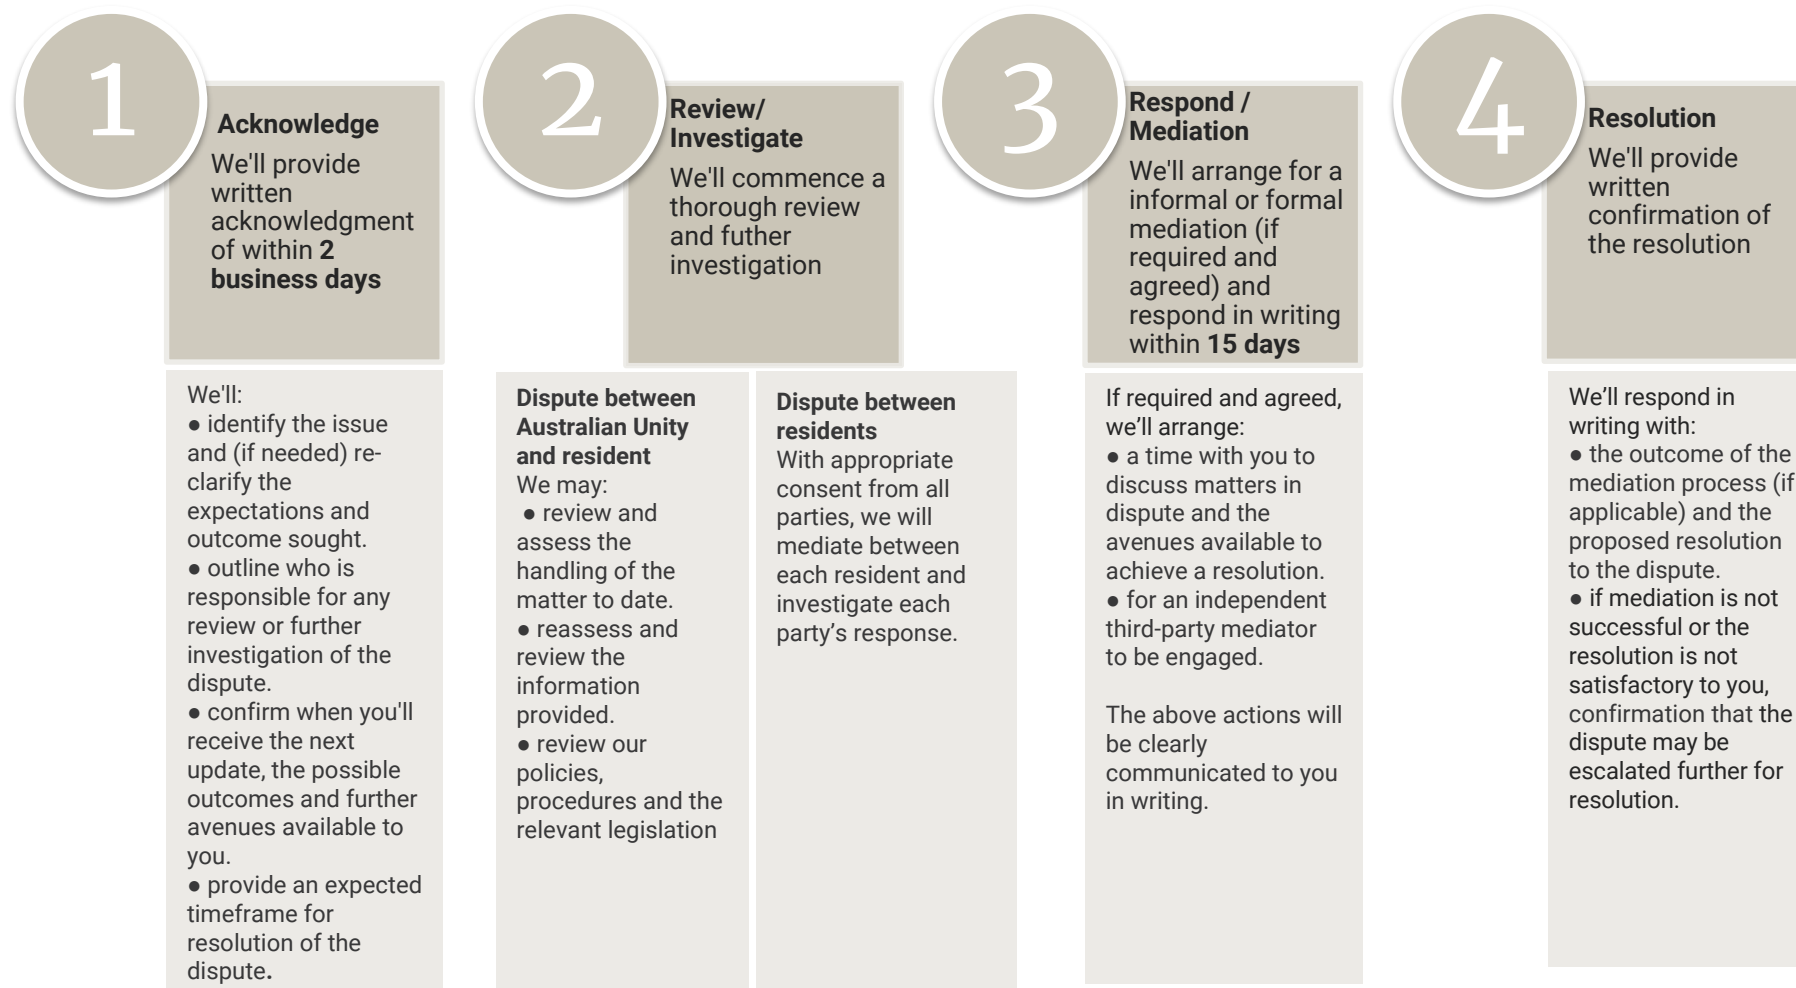 1
Acknowledge
We'll provide
written
acknowledgment
of within 2
business days
We'll:
● identify the issue
and (if needed) re-
clarify the
expectations and
outcome sought.
● outline who is
responsible for any
review or further
investigation of the
dispute.
● confirm when you'll
receive the next
update, the possible
outcomes and further
avenues available to
you.
● provide an expected
timeframe for
resolution of the
dispute.
2
Review/
Investigate
We'll commence a
thorough review
and futher
investigation
Dispute between
Australian Unity
and resident
We may:
● review and
assess the
handling of the
matter to date.
● reassess and
review the
information
provided.
● review our
policies,
procedures and the
relevant legislation
Dispute between
residents
With appropriate
consent from all
parties, we will
mediate between
each resident and
investigate each
party’s response.
3
Respond /
Mediation
We'll arrange for a
informal or formal
mediation (if
required and
agreed) and
respond in writing
within 15 days
If required and agreed,
we’ll arrange:
● a time with you to
discuss matters in
dispute and the
avenues available to
achieve a resolution.
● for an independent
third-party mediator
to be engaged.
The above actions will
be clearly
communicated to you
in writing.
4
Resolution
We'll provide
written
confirmation of
the resolution
We’ll respond in
writing with:
● the outcome of the
mediation process (if
applicable) and the
proposed resolution
to the dispute.
● if mediation is not
successful or the
resolution is not
satisfactory to you,
confirmation that the
dispute may be
escalated further for
resolution.